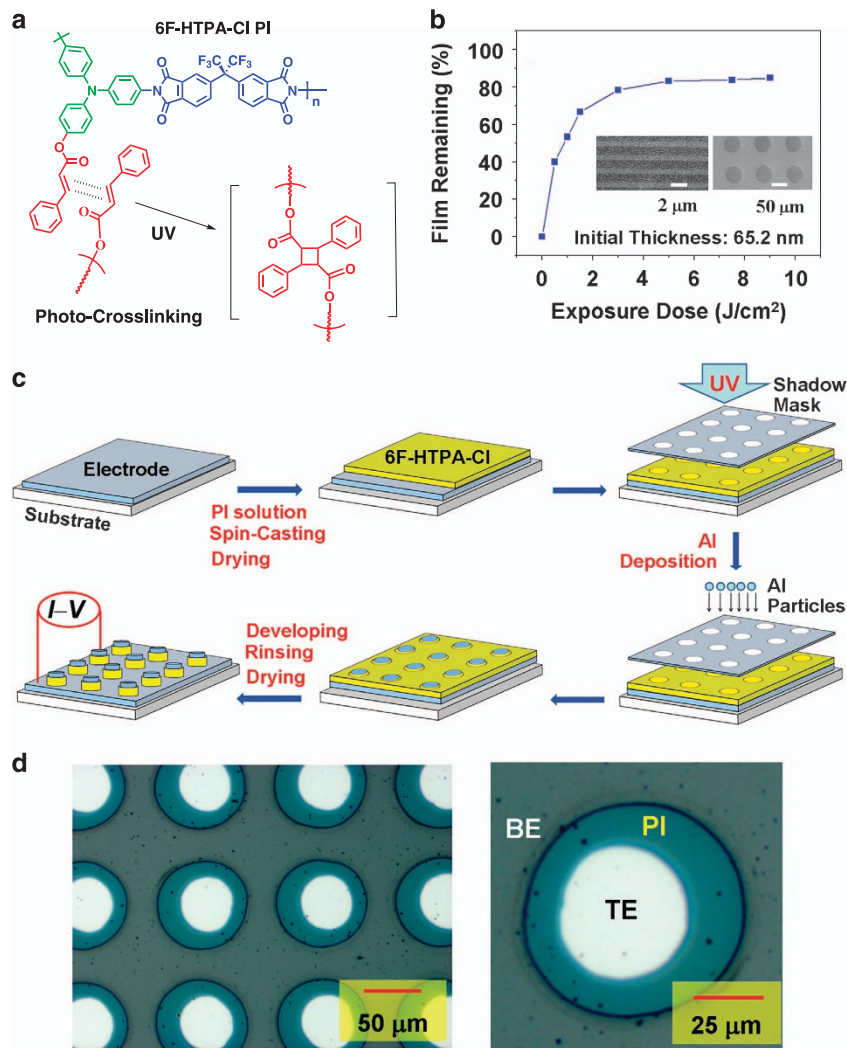 a
6F-HTPA-CI PI
F₃C CF₃
O O O O
N N N
n
O O O O
O
O
O
O
UV
Photo-Crosslinking
O
O
O
O
b
Film Remaining (%)
100
80
60
40
20
0
2 μm
50 μm
Initial Thickness: 65.2 nm
0 2 4 6 8 10
Exposure Dose (J/cm²)
c
Electrode
Substrate
PI solution
Spin-Casting
Drying
6F-HTPA-CI
UV
Shadow
Mask
Al
Deposition
Al
Particles
Developing
Rinsing
Drying
I–V
d
50 μm
BE
PI
TE
25 μm